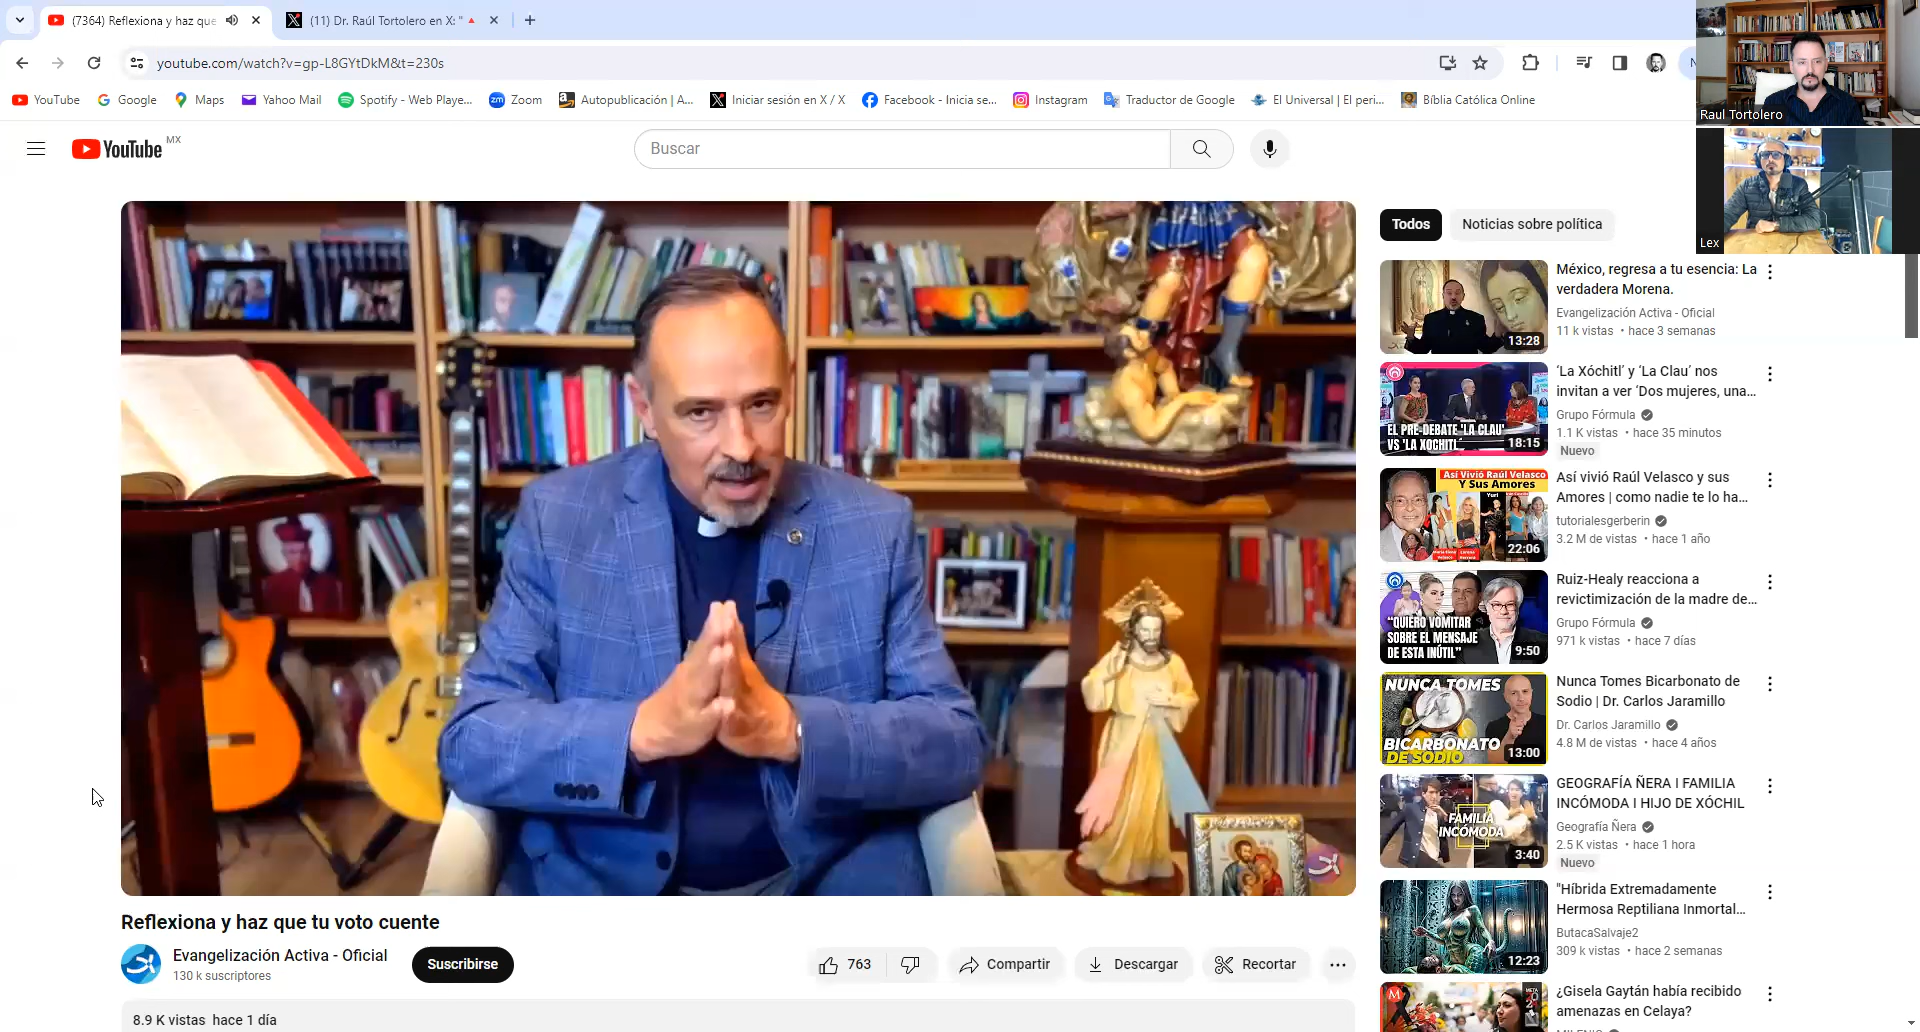 (7364) Reflexiona y haz que
(11) Dr. Raúl Tortolero en X: "
youtube.com/watch?v=gp-L8GYtDkM&t=230s
YouTube
Google
Maps
Yahoo Mail
Spotify - Web Playe...
Zoom
Autopublicación | A...
Iniciar sesión en X / X
Facebook - Inicia se...
Instagram
Traductor de Google
El Universal | El peri...
Bíblia Católica Online
Raul Tortolero
Lex
YouTube MX
Buscar
Todos
Noticias sobre política
México, regresa a tu esencia: La
verdadera Morena.
Evangelización Activa - Oficial
11 k vistas • hace 3 semanas
13:28
'La Xóchitl' y 'La Clau' nos
invitan a ver 'Dos mujeres, una...
Grupo Fórmula
1.1 K vistas • hace 35 minutos
Nuevo
EL PRE-DEBATE 'LA CLAU'
VS 'LA XOCHITL'
18:15
Así vivió Raúl Velasco y sus
Amores | como nadie te lo ha...
tutorialesgerberin
3.2 M de vistas • hace 1 año
Así Vivió Raúl Velasco
Y Sus Amores
Yuri
22:06
Ruiz-Healy reacciona a
revictimización de la madre de...
Grupo Fórmula
971 k vistas • hace 7 días
"QUIERO VOMITAR
SOBRE EL MENSAJE
DE ESTA INÚTIL"
9:50
Nunca Tomes Bicarbonato de
Sodio | Dr. Carlos Jaramillo
Dr. Carlos Jaramillo
4.8 M de vistas • hace 4 años
NUNCA TOMES
BICARBONATO
DE SODIO
13:00
GEOGRAFÍA ÑERA I FAMILIA
INCÓMODA I HIJO DE XÓCHIL
Geografía Ñera
2.5 K vistas • hace 1 hora
Nuevo
FAMILIA
INCÓMODA
3:40
"Híbrida Extremadamente
Hermosa Reptiliana Inmortal...
ButacaSalvaje2
309 k vistas • hace 2 semanas
12:23
¿Gisela Gaytán había recibido
amenazas en Celaya?
Reflexiona y haz que tu voto cuente
Evangelización Activa - Oficial
130 k suscriptores
Suscribirse
763
Compartir
Descargar
Recortar
8.9 K vistas hace 1 día